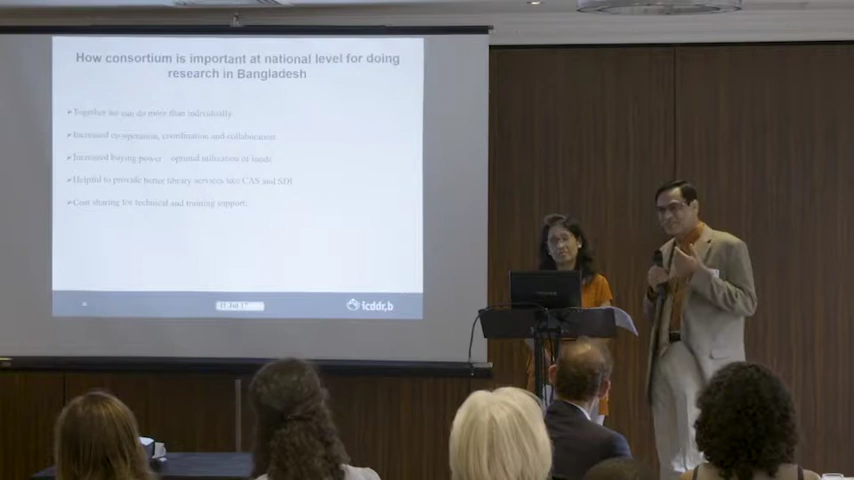 How consortium is important at national level for doing
research in Bangladesh
➢Together we can do more than individually
➢Increased co-operation, coordination and collaboration
➢Increased buying power – optimal utilization of funds
➢Helpful to provide better library services like CAS and SDI
➢Cost sharing for technical and training support.
icddr,b